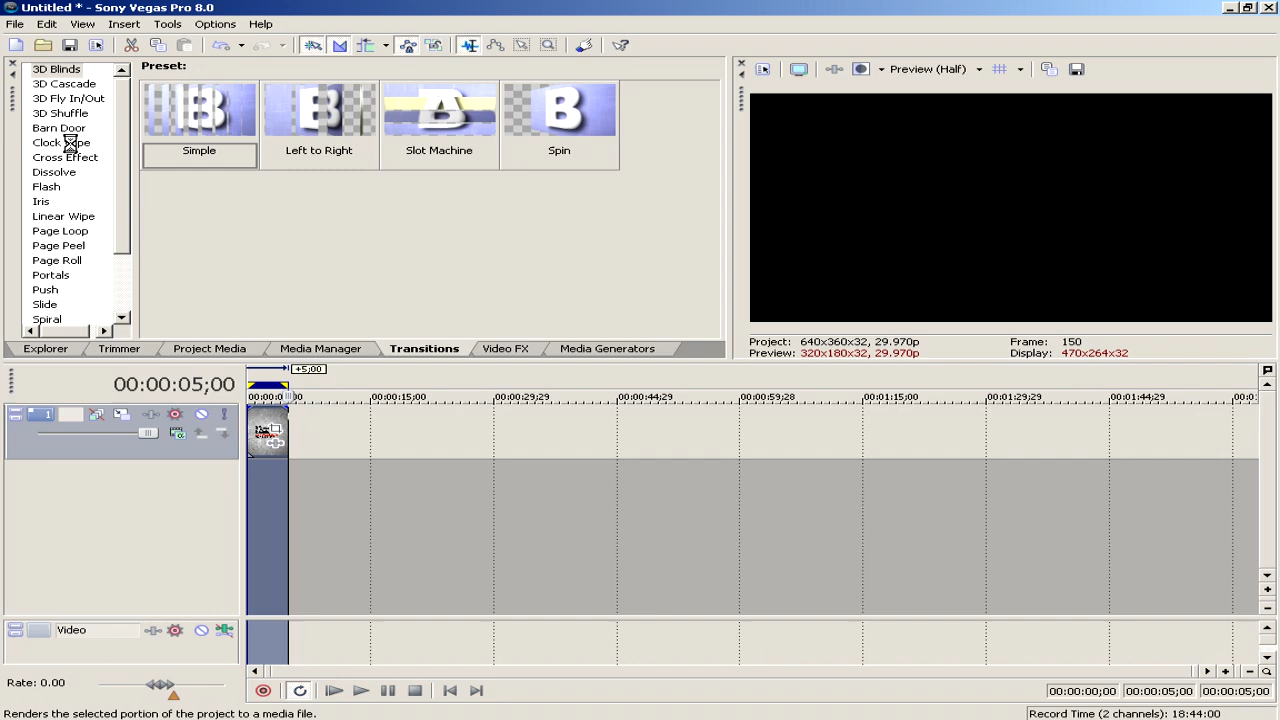 Untitled * - Sony Vegas Pro 8.0
File Edit View Insert Tools Options Help
Preset:
3D Blinds
3D Cascade
3D Fly In/Out
3D Shuffle
Barn Door
Clock Wipe
Cross Effect
Dissolve
Flash
Iris
Linear Wipe
Page Loop
Page Peel
Page Roll
Portals
Push
Slide
Spiral
Simple Left to Right Slot Machine Spin
Preview (Half)
Project: 640x360x32, 29.970p Frame: 150
Preview: 320x180x32, 29.970p Display: 470x264x32
Explorer Trimmer Project Media Media Manager Transitions Video FX Media Generators
00:00:05;00
+5;00
00:00:15;00 00:00:29;29 00:00:44;29 00:00:59;28 00:01:15;00 00:01:29;29 00:01:44;29
1
Video
Rate: 0.00
00:00:00;00 00:00:05;00 00:00:05;00
Renders the selected portion of the project to a media file.
Record Time (2 channels): 18:44:00